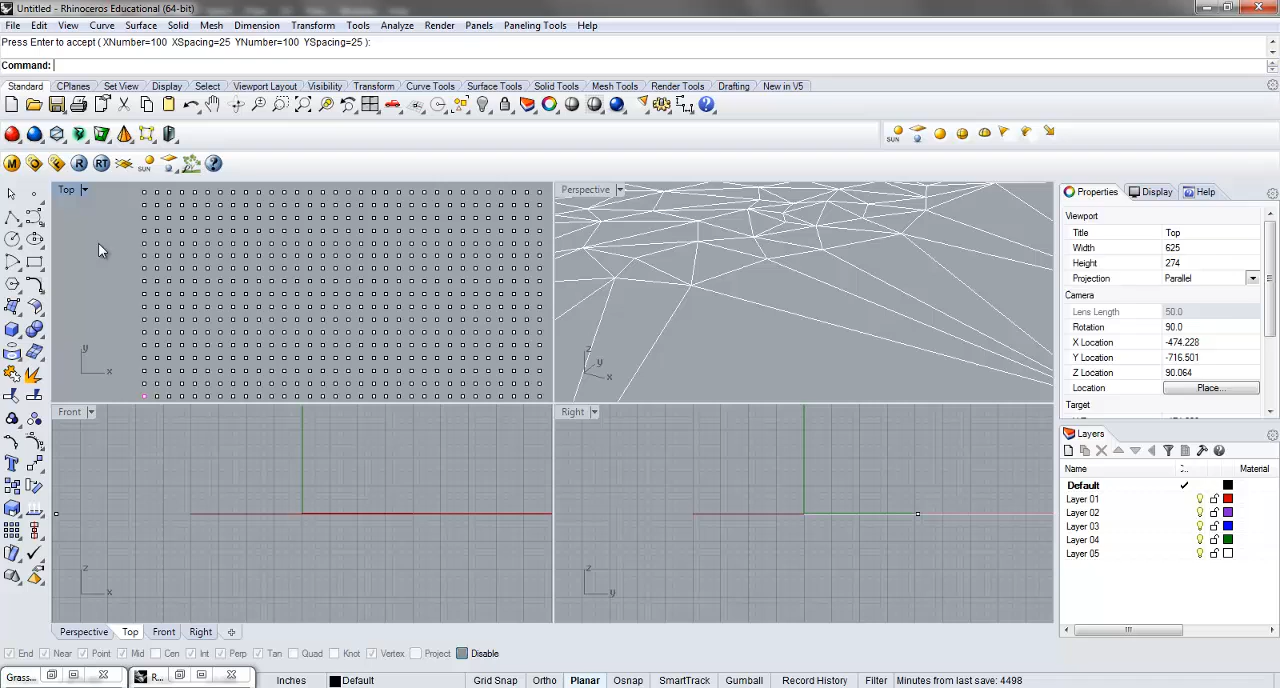 Untitled - Rhinoceros Educational (64-bit)
File Edit View Curve Surface Solid Mesh Dimension Transform Tools Analyze Render Panels Paneling Tools Help
Press Enter to accept ( XNumber=100 XSpacing=25 YNumber=100 YSpacing=25 ):
Command:
Standard CPlanes Set View Display Select Viewport Layout Visibility Transform Curve Tools Surface Tools Solid Tools Mesh Tools Render Tools Drafting New in V5
SUN
M R RT SUN
Top Perspective Properties Display Help
Viewport
Title Top
Width 625
Height 274
Projection Parallel
Camera
Lens Length 50.0
Rotation 90.0
X Location -474.228
Y Location -716.501
Z Location 90.064
Location Place...
Target
y x z y x
Front Right
Layers
Name Material
Default
Layer 01
Layer 02
Layer 03
Layer 04
Layer 05
z x z y
Perspective Top Front Right
End Near Point Mid Cen Int Perp Tan Quad Knot Vertex Project Disable
Grass... R...
Inches Default Grid Snap Ortho Planar Osnap SmartTrack Gumball Record History Filter Minutes from last save: 4498